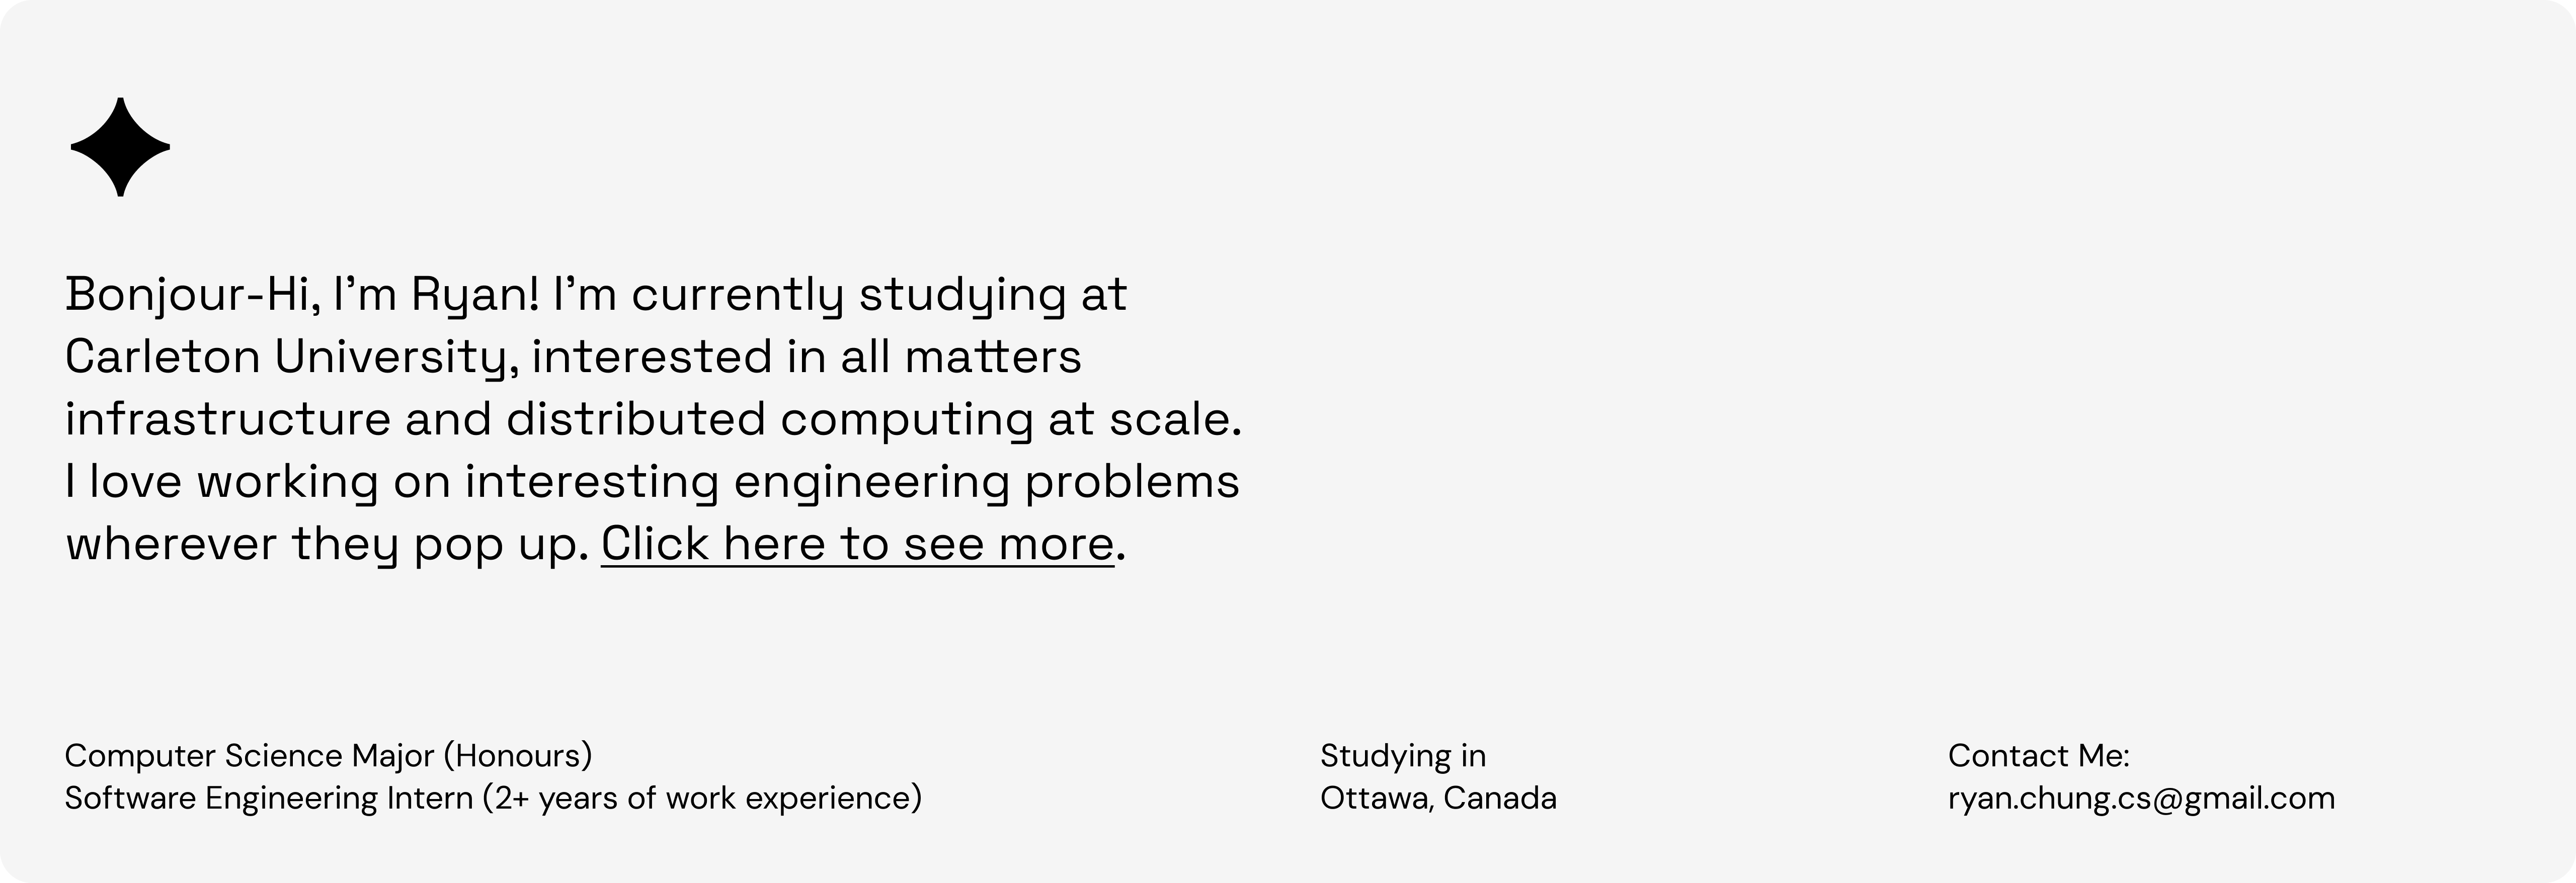 Bonjour-Hi, I’m Ryan! I’m currently studying at
Carleton University, interested in all matters
infrastructure and distributed computing at scale.
I love working on interesting engineering problems
wherever they pop up. Click here to see more.
Computer Science Major (Honours)
Software Engineering Intern (2+ years of work experience)
Studying in
Ottawa, Canada
Contact Me:
ryan.chung.cs@gmail.com